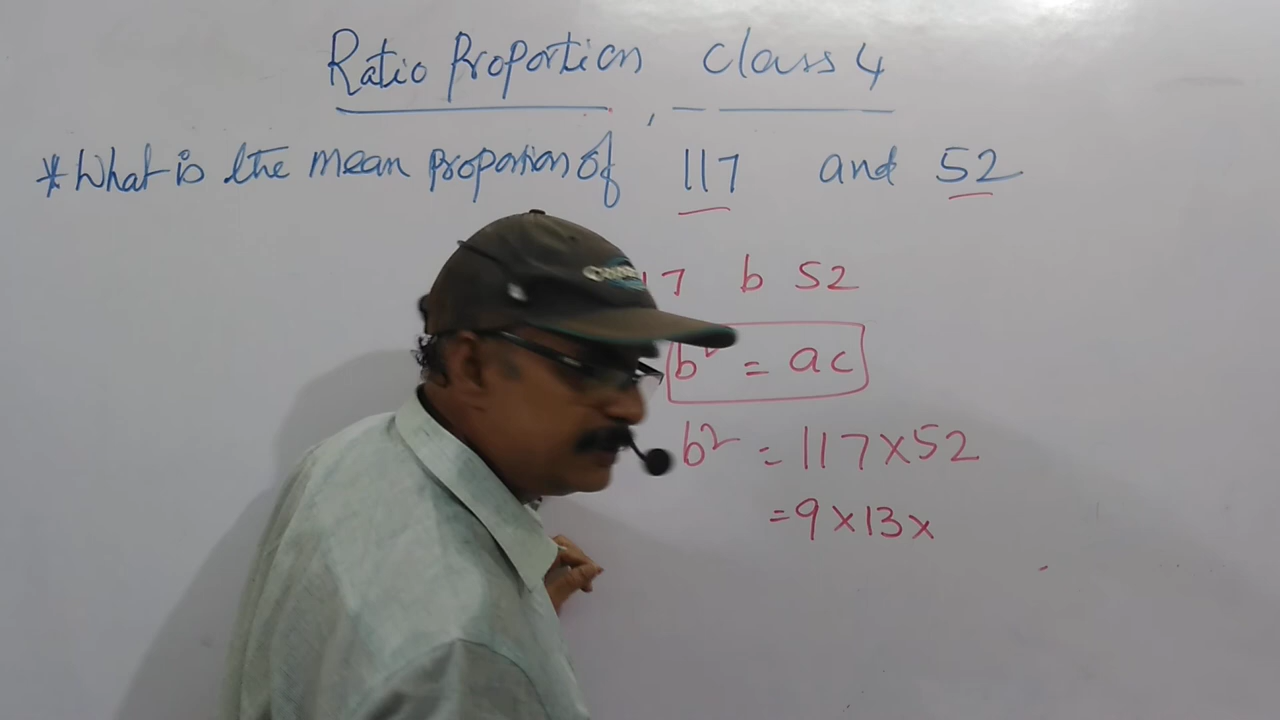 Ratio Proportion, Class 4
*What is the mean proportion of 117 and 52
17 b 52
b² = ac
b² = 117×52
=9×13×